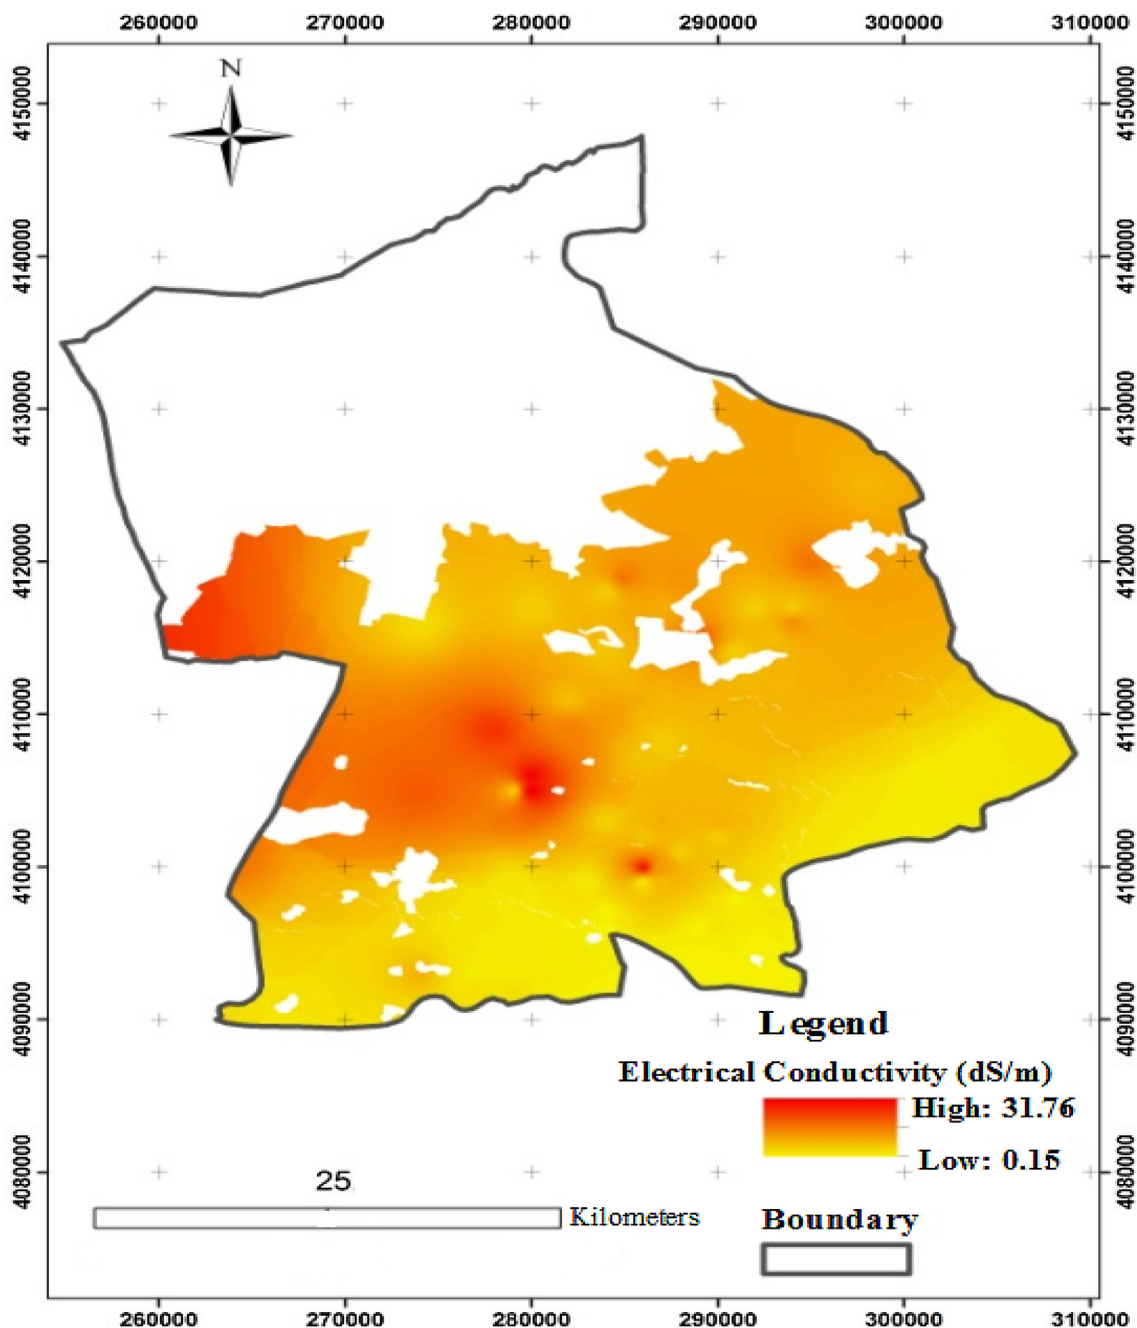 260000 270000 280000 290000 300000 310000
N
4150000 4150000
4140000 4140000
4130000 4130000
4120000 4120000
4110000 4110000
4100000 4100000
4090000 4090000
4080000 4080000
Legend
Electrical Conductivity (dS/m)
High: 31.76
Low: 0.15
25
Kilometers
Boundary
260000 270000 280000 290000 300000 310000